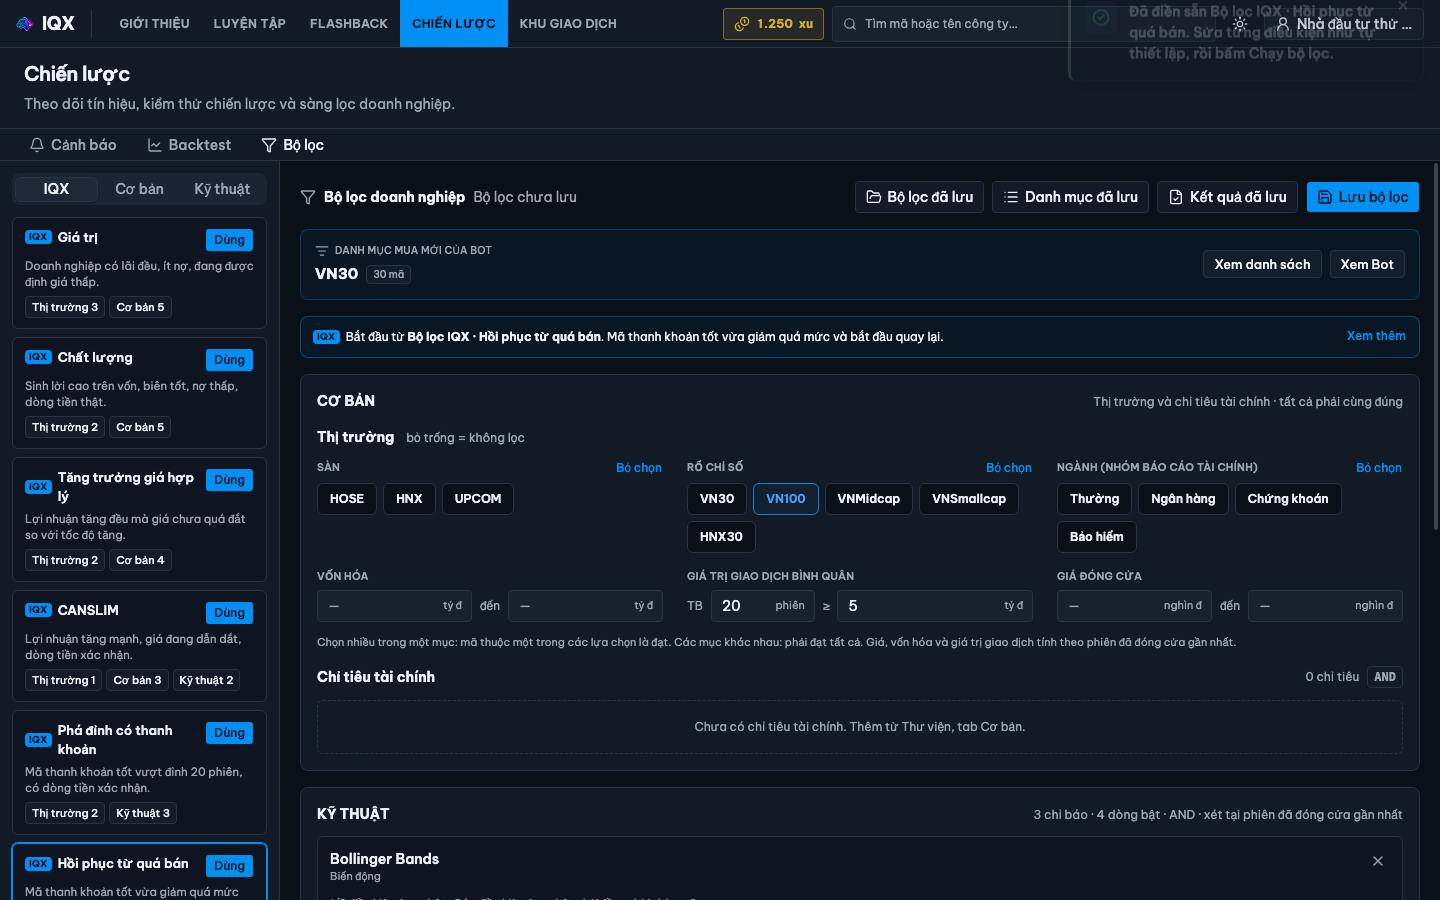 IQX
GIỚI THIỆU
LUYỆN TẬP
FLASHBACK
CHIẾN LƯỢC
KHU GIAO DỊCH
1.250 xu
Tìm mã hoặc tên công ty...
Nhà đầu tư thử ...
Đã điền sẵn Bộ lọc IQX · Hồi phục từ
quá bán. Sửa từng điều kiện như tự
thiết lập, rồi bấm Chạy bộ lọc.
Chiến lược
Theo dõi tín hiệu, kiểm thử chiến lược và sàng lọc doanh nghiệp.
Cảnh báo
Backtest
Bộ lọc
IQX
Cơ bản
Kỹ thuật
IQX Giá trị
Dùng
Doanh nghiệp có lãi đều, ít nợ, đang được
định giá thấp.
Thị trường 3
Cơ bản 5
IQX Chất lượng
Dùng
Sinh lời cao trên vốn, biên tốt, nợ thấp,
dòng tiền thật.
Thị trường 2
Cơ bản 5
IQX Tăng trưởng giá hợp
lý
Dùng
Lợi nhuận tăng đều mà giá chưa quá đắt
so với tốc độ tăng.
Thị trường 2
Cơ bản 4
IQX CANSLIM
Dùng
Lợi nhuận tăng mạnh, giá đang dẫn dắt,
dòng tiền xác nhận.
Thị trường 1
Cơ bản 3
Kỹ thuật 2
IQX Phá đỉnh có thanh
khoản
Dùng
Mã thanh khoản tốt vượt đỉnh 20 phiên,
có dòng tiền xác nhận.
Thị trường 2
Kỹ thuật 3
IQX Hồi phục từ quá bán
Dùng
Mã thanh khoản tốt vừa giảm quá mức
Bộ lọc doanh nghiệp
Bộ lọc chưa lưu
Bộ lọc đã lưu
Danh mục đã lưu
Kết quả đã lưu
Lưu bộ lọc
DANH MỤC MUA MỚI CỦA BOT
VN30
30 mã
Xem danh sách
Xem Bot
IQX Bắt đầu từ Bộ lọc IQX · Hồi phục từ quá bán. Mã thanh khoản tốt vừa giảm quá mức và bắt đầu quay lại.
Xem thêm
CƠ BẢN
Thị trường và chỉ tiêu tài chính · tất cả phải cùng đúng
Thị trường
bỏ trống = không lọc
SÀN
Bỏ chọn
HOSE
HNX
UPCOM
RỔ CHỈ SỐ
Bỏ chọn
VN30
VN100
VNMidcap
VNSmallcap
HNX30
NGÀNH (NHÓM BÁO CÁO TÀI CHÍNH)
Bỏ chọn
Thường
Ngân hàng
Chứng khoán
Bảo hiểm
VỐN HÓA
— tỷ đ
đến
— tỷ đ
GIÁ TRỊ GIAO DỊCH BÌNH QUÂN
TB 20 phiên ≥ 5 tỷ đ
GIÁ ĐÓNG CỬA
— nghìn đ
đến
— nghìn đ
Chọn nhiều trong một mục: mã thuộc một trong các lựa chọn là đạt. Các mục khác nhau: phải đạt tất cả. Giá, vốn hóa và giá trị giao dịch tính theo phiên đã đóng cửa gần nhất.
Chỉ tiêu tài chính
0 chỉ tiêu
AND
Chưa có chỉ tiêu tài chính. Thêm từ Thư viện, tab Cơ bản.
KỸ THUẬT
3 chỉ báo · 4 dòng bật · AND · xét tại phiên đã đóng cửa gần nhất
Bollinger Bands
Biến động